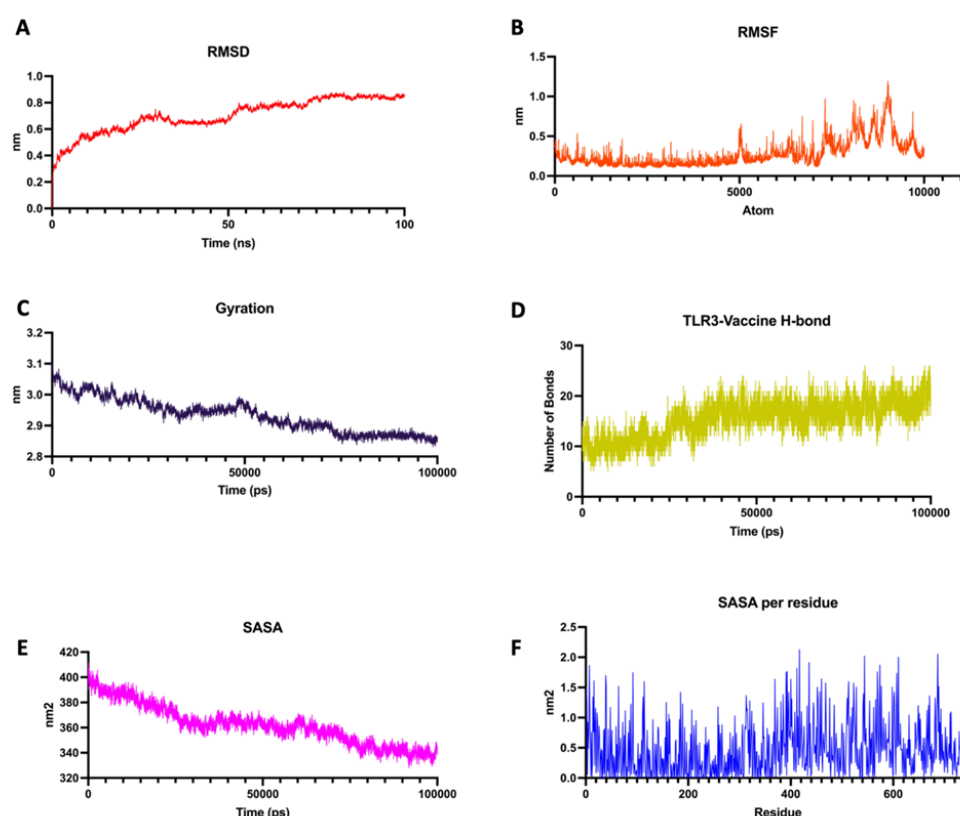 A
RMSD
1.0
0.8
0.6
0.4
0.2
0.0
nm
0
50
100
Time (ns)
B
RMSF
1.5
1.0
0.5
0.0
nm
0
5000
10000
Atom
C
Gyration
3.2
3.1
3.0
2.9
2.8
nm
0
50000
100000
Time (ps)
D
TLR3-Vaccine H-bond
30
20
10
0
Number of Bonds
0
50000
100000
Time (ps)
E
SASA
420
400
380
360
340
320
nm2
0
50000
100000
Time (ps)
F
SASA per residue
2.5
2.0
1.5
1.0
0.5
0.0
nm2
0
200
400
600
Residue